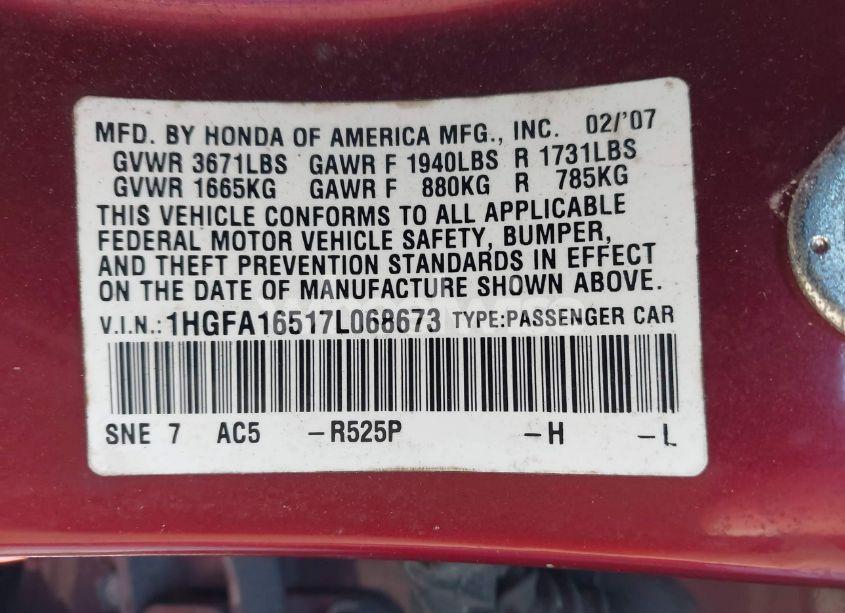 MFD. BY HONDA OF AMERICA MFG., INC. 02/'07
GVWR 3671LBS GAWR F 1940LBS R 1731LBS
GVWR 1665KG GAWR F 880KG R 785KG
THIS VEHICLE CONFORMS TO ALL APPLICABLE
FEDERAL MOTOR VEHICLE SAFETY, BUMPER,
AND THEFT PREVENTION STANDARDS IN EFFECT
ON THE DATE OF MANUFACTURE SHOWN ABOVE.
V.I.N.: 1HGFA16517L068673 TYPE:PASSENGER CAR
SNE 7 AC5 –R525P –H –L